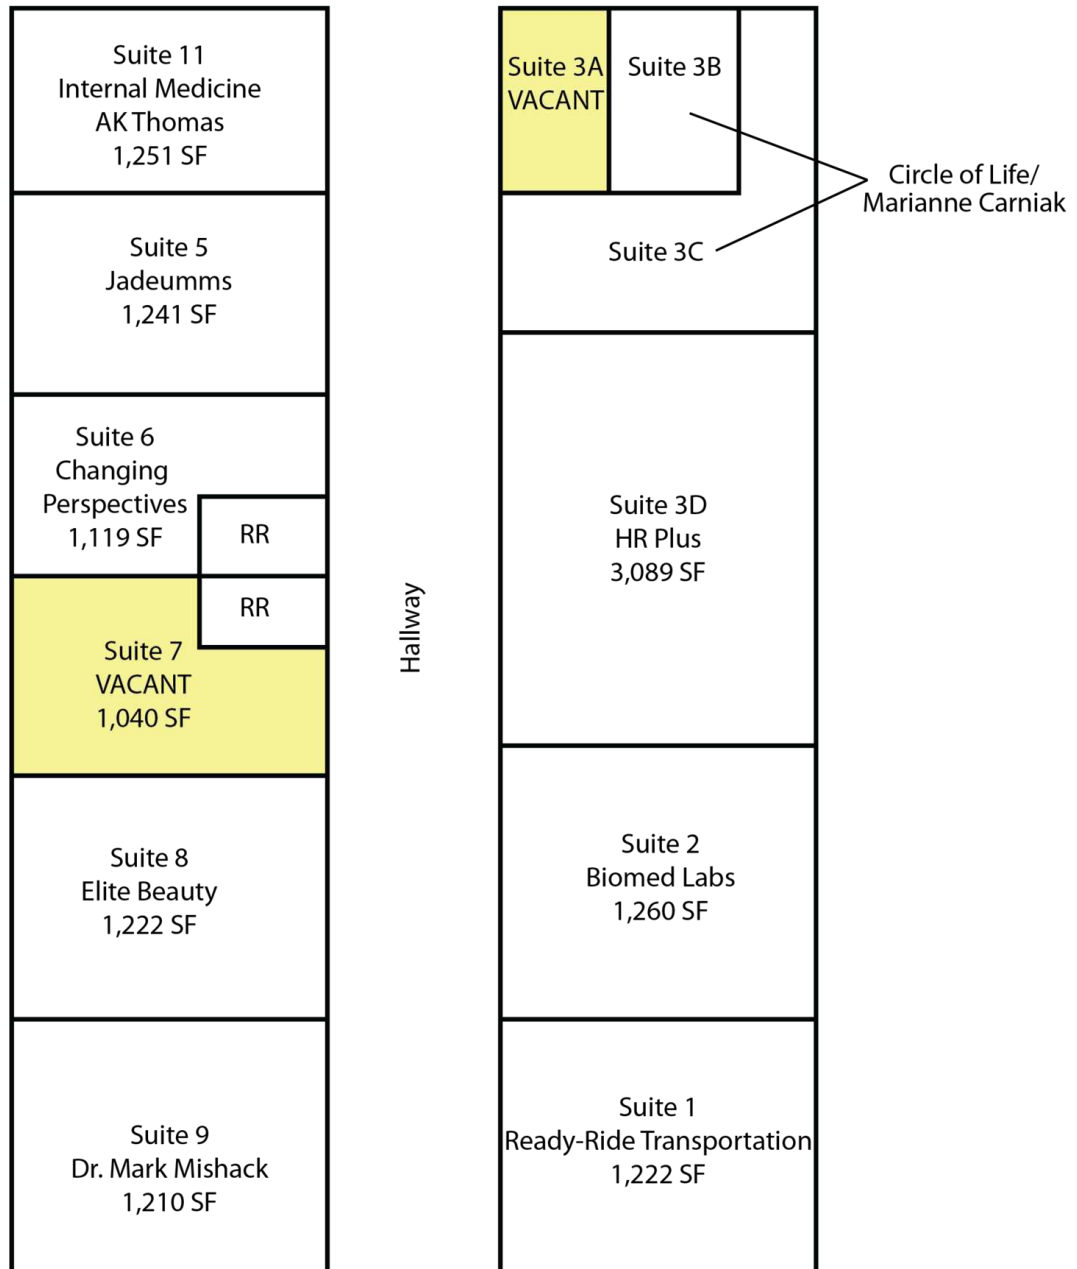 Suite 11
Internal Medicine
AK Thomas
1,251 SF
Suite 5
Jadeumms
1,241 SF
Suite 6
Changing
Perspectives
1,119 SF
RR
RR
Suite 7
VACANT
1,040 SF
Suite 8
Elite Beauty
1,222 SF
Suite 9
Dr. Mark Mishack
1,210 SF
Hallway
Suite 3A
VACANT
Suite 3B
Circle of Life/
Marianne Carniak
Suite 3C
Suite 3D
HR Plus
3,089 SF
Suite 2
Biomed Labs
1,260 SF
Suite 1
Ready-Ride Transportation
1,222 SF